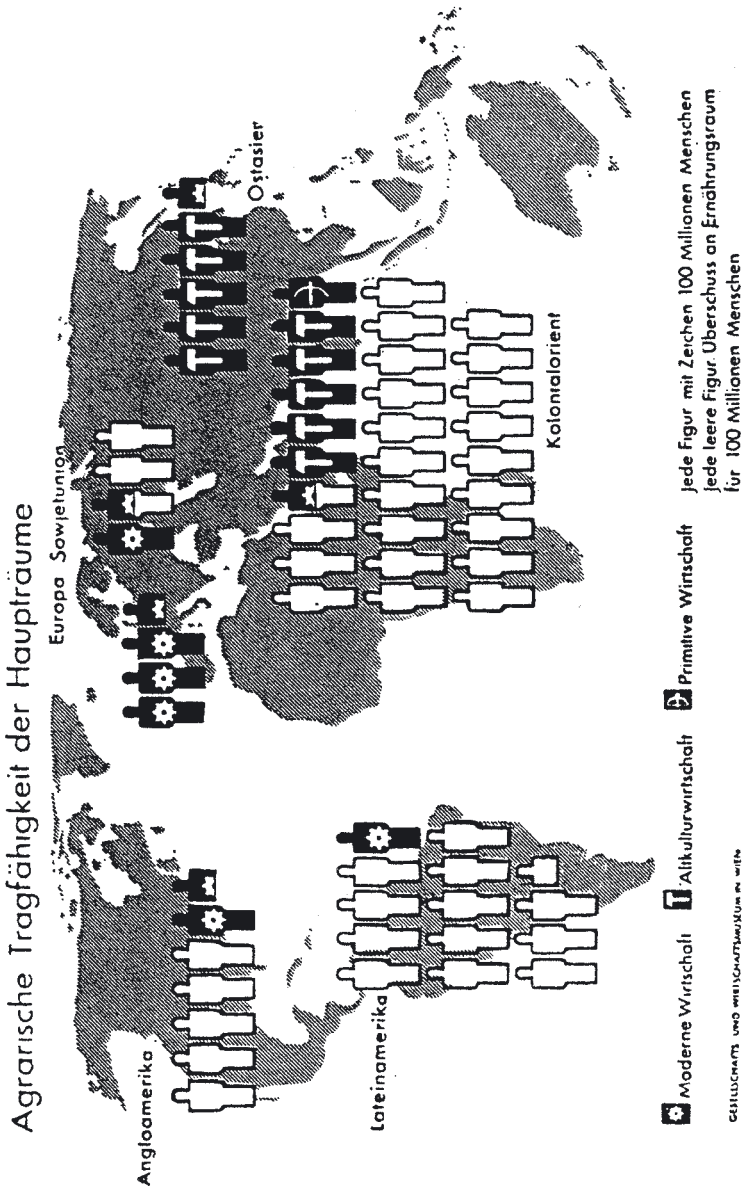 Agrarische Tragfähigkeit der Haupträume
Angloamerika
Europa
Sowjetunion
Ostasien
Lateinamerika
Kolonialorient
Moderne Wirtschaft
Altkulturwirtschaft
Primitive Wirtschaft
Jede Figur mit Zeichen 100 Millionen Menschen
Jede leere Figur Überschuss an Ernährungsraum
für 100 Millionen Menschen
GESELLSCHAFTS UND WIRTSCHAFTSMUSEUM IN WIEN